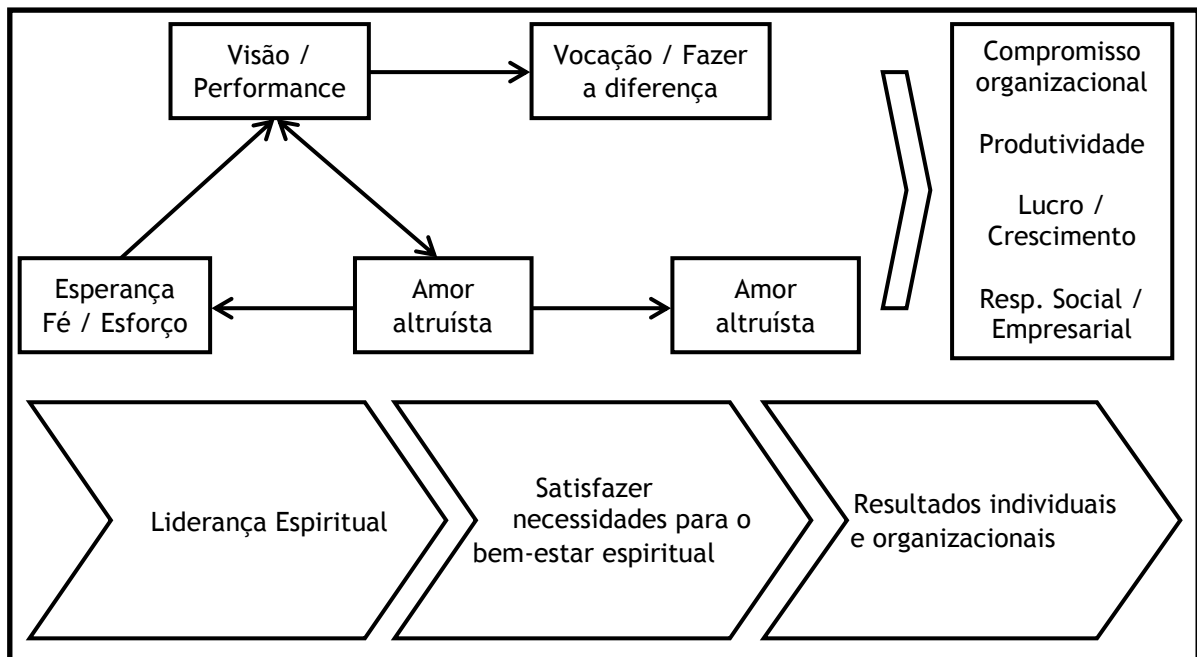 Visão /
Performance
Vocação / Fazer
a diferença
Esperança
Fé / Esforço
Amor
altruísta
Amor
altruísta
Compromisso
organizacional
Produtividade
Lucro /
Crescimento
Resp. Social /
Empresarial
Liderança Espiritual
Satisfazer
necessidades para o
bem-estar espiritual
Resultados individuais
e organizacionais